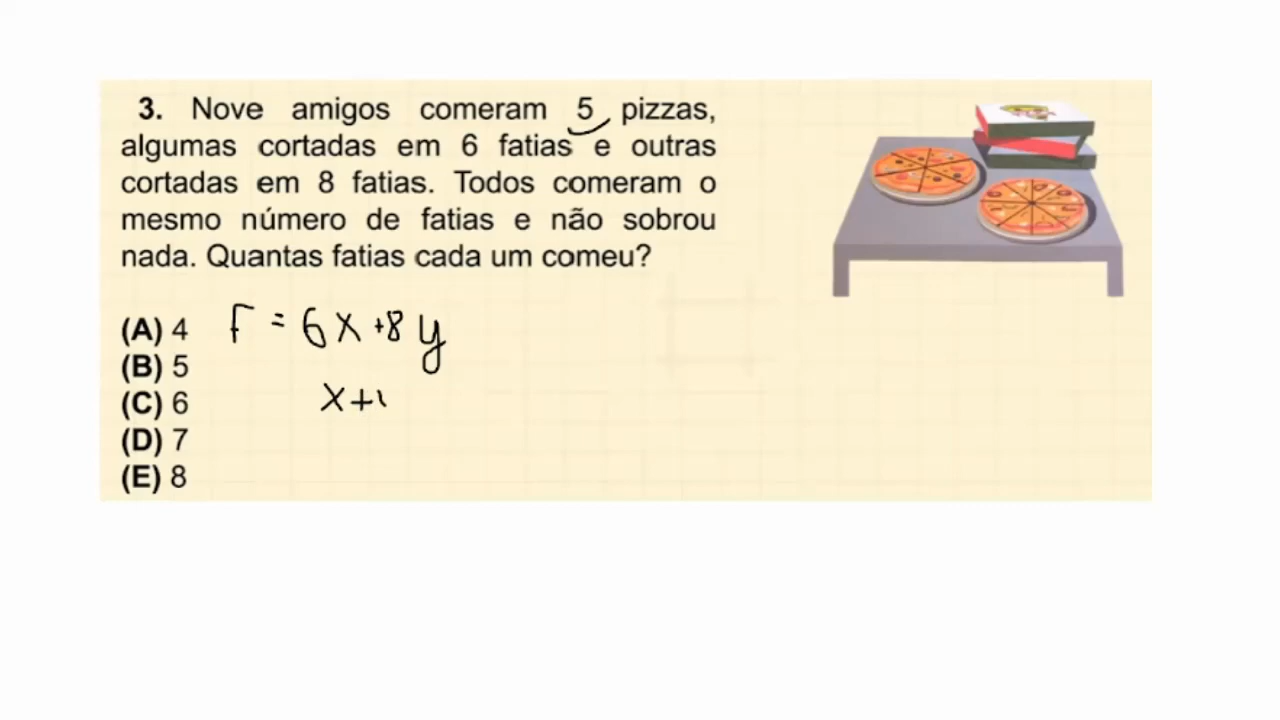 3. Nove amigos comeram 5 pizzas,
algumas cortadas em 6 fatias e outras
cortadas em 8 fatias. Todos comeram o
mesmo número de fatias e não sobrou
nada. Quantas fatias cada um comeu?
(A) 4
F = 6x +8y
(B) 5
(C) 6
x+
(D) 7
(E) 8